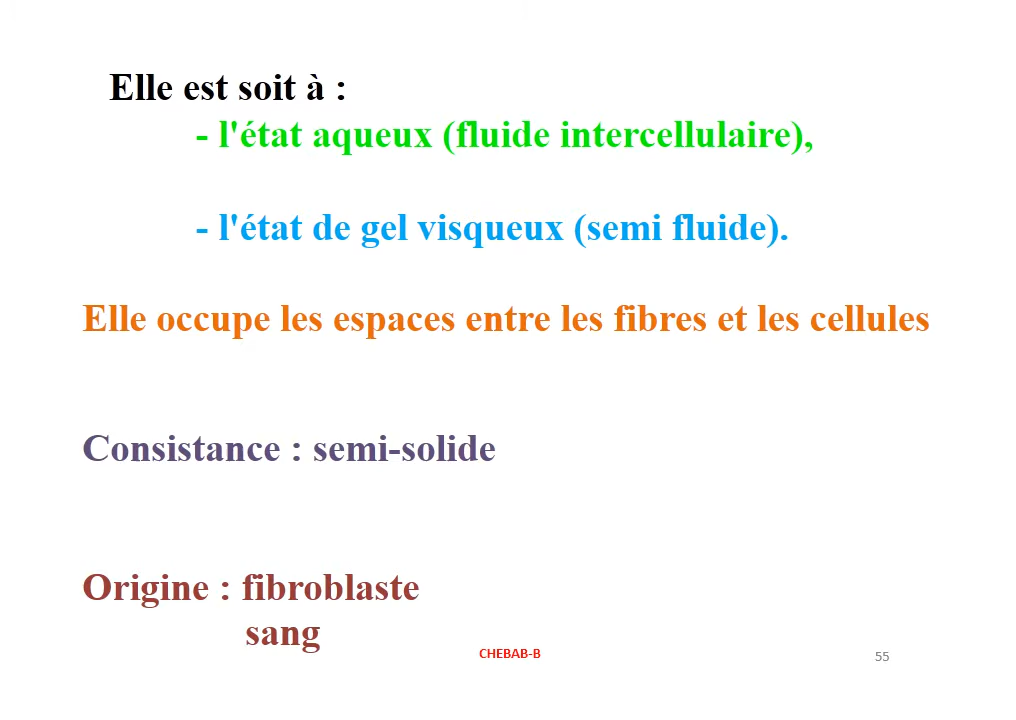 Elle est soit à :
- l'état aqueux (fluide intercellulaire),
- l'état de gel visqueux (semi fluide).
Elle occupe les espaces entre les fibres et les cellules
Consistance : semi-solide
Origine : fibroblaste
sang
CHEBAB-B
55